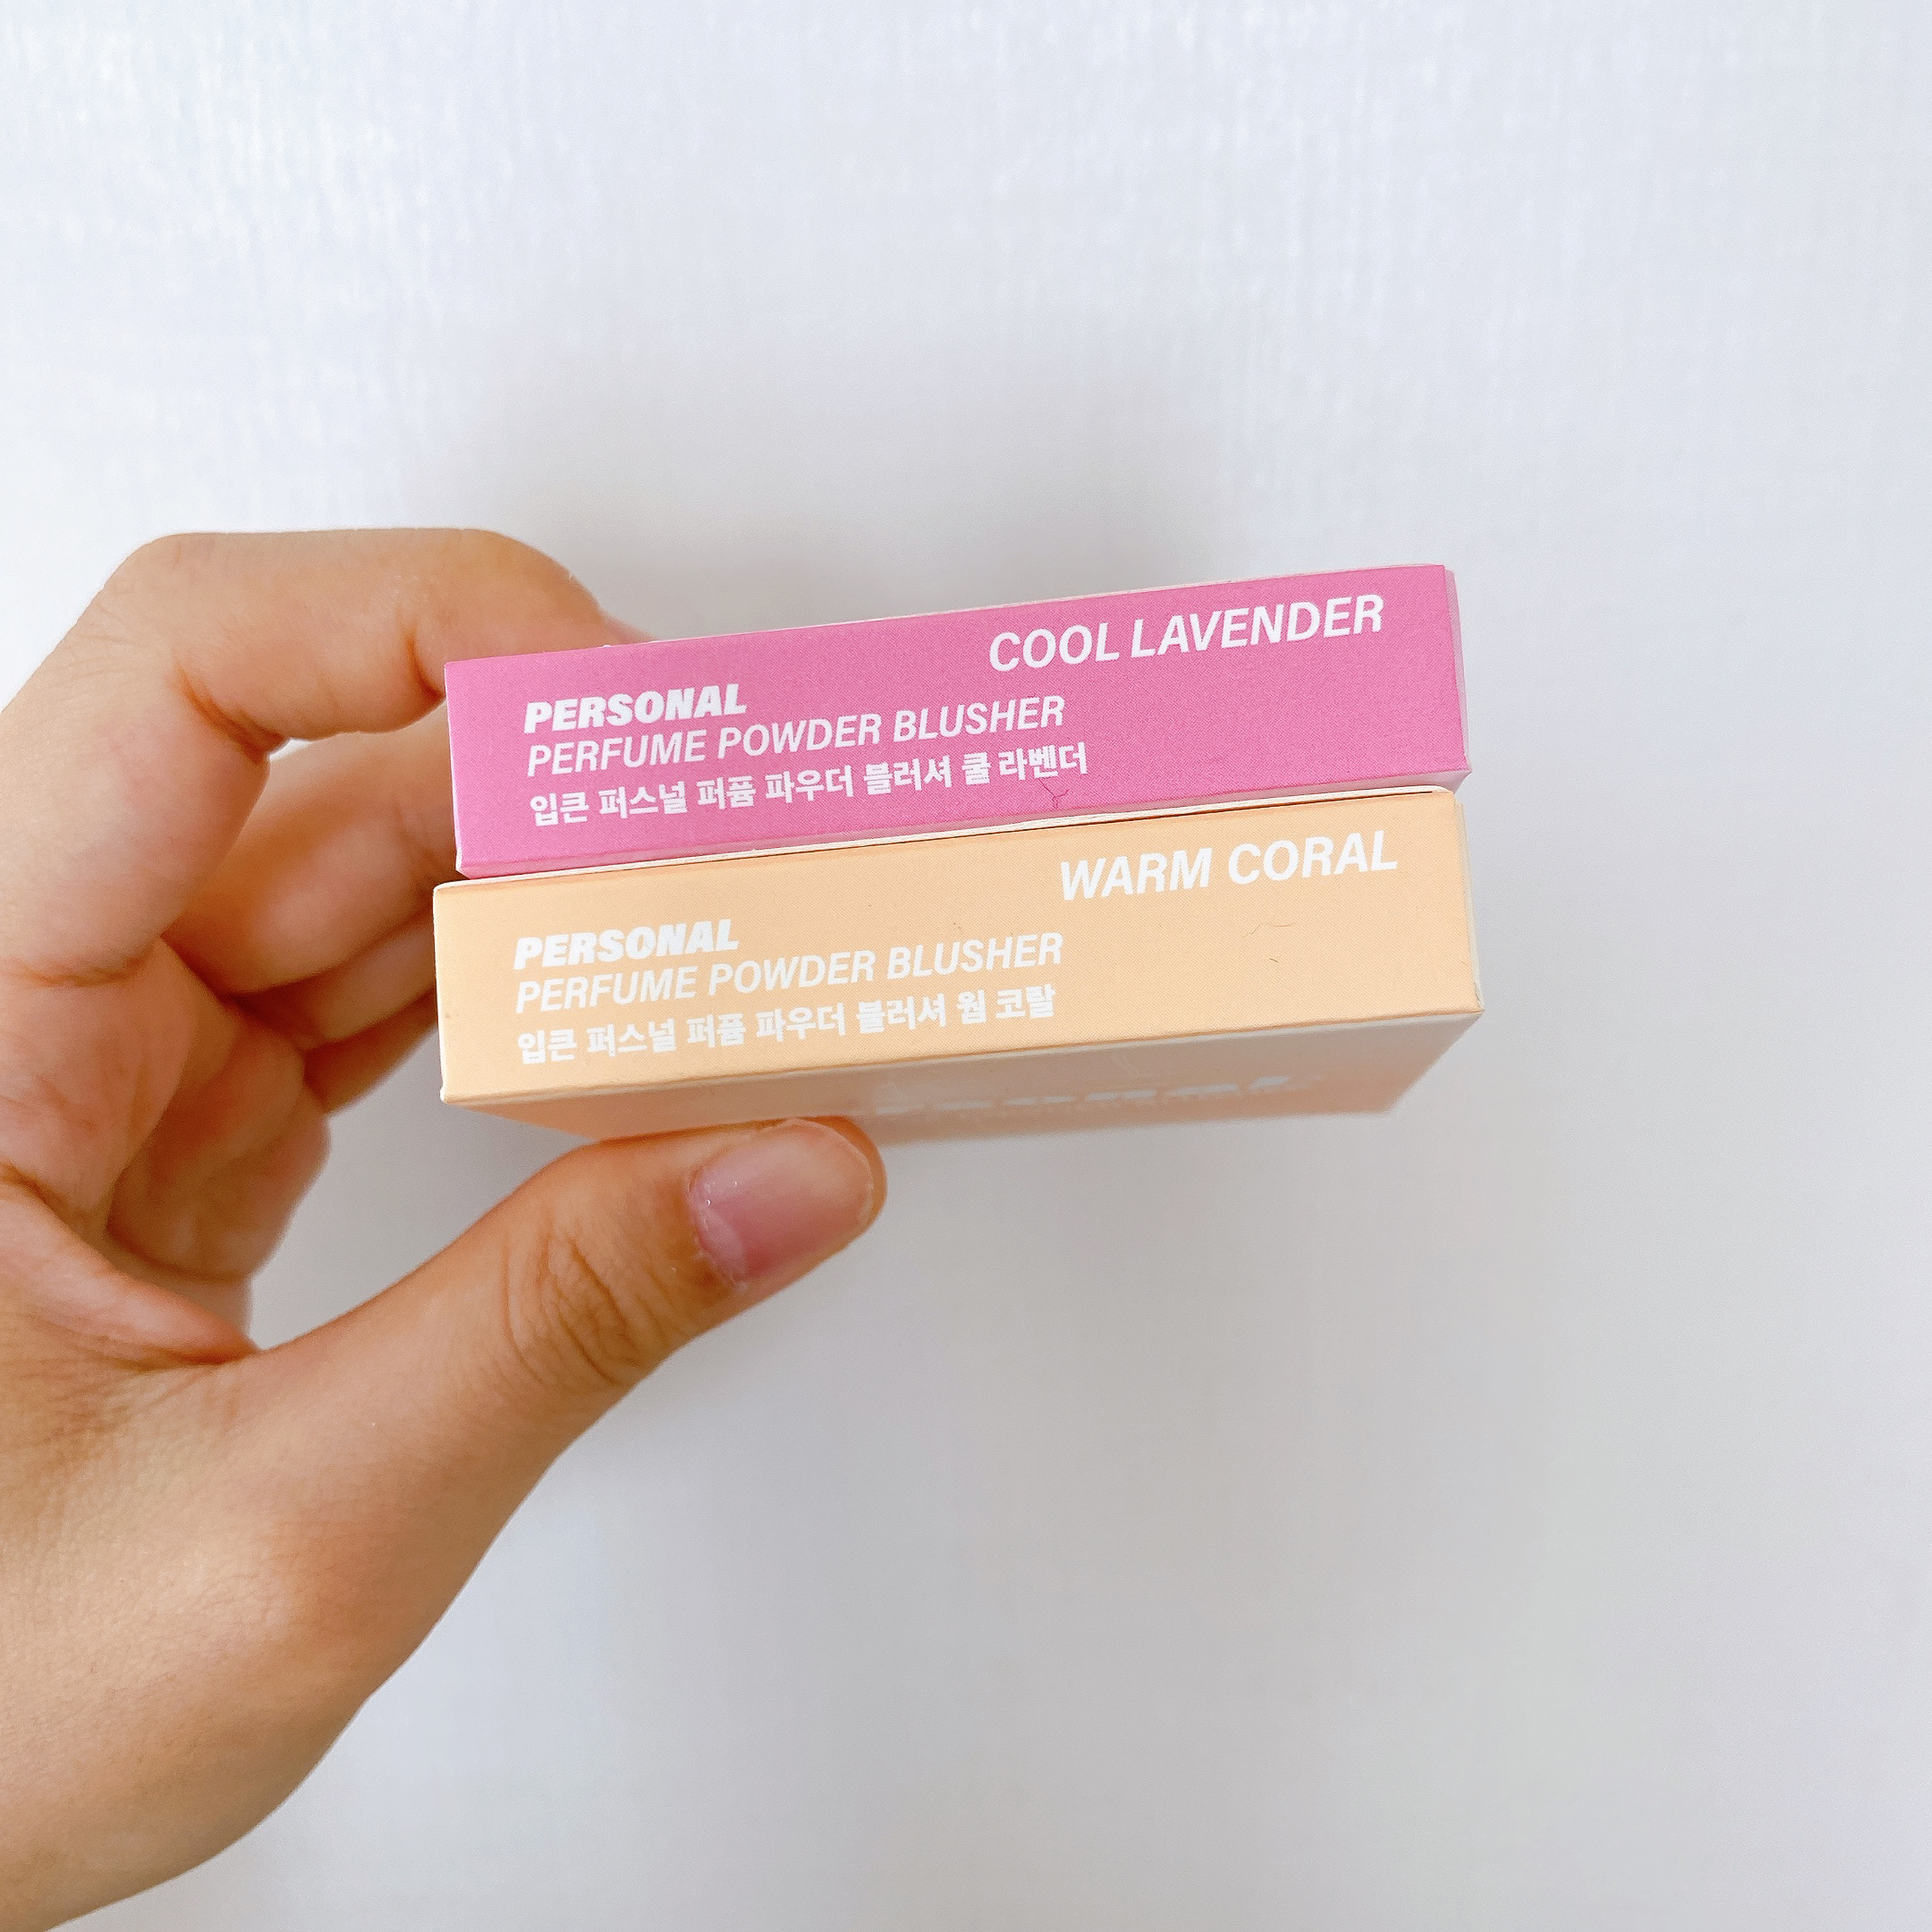 COOL LAVENDER
PERSONAL
PERFUME POWDER BLUSHER
입큰 퍼스널 퍼퓸 파우더 블러셔 쿨 라벤더
WARM CORAL
PERSONAL
PERFUME POWDER BLUSHER
입큰 퍼스널 퍼퓸 파우더 블러셔 웜 코랄